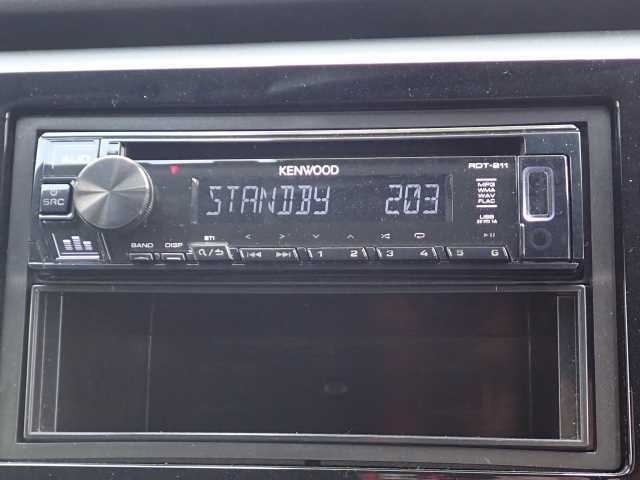 KENWOOD
RDT-211
STANDBY 203
SRC
MP3
WMA
WAV
FLAC
USB
BAND DISP
1 2 3 4 5 6